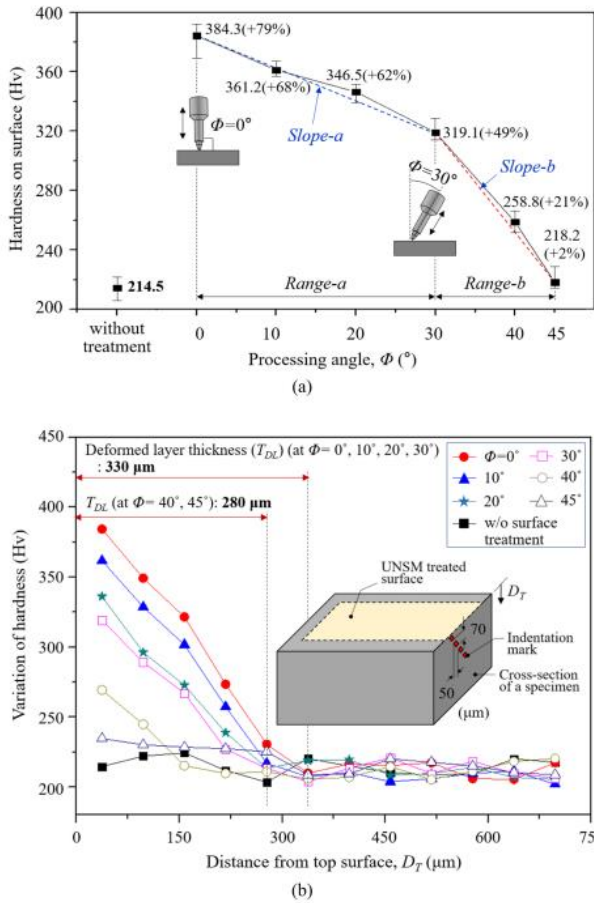 400
360
320
280
240
200
Hardness on surface (Hv)
384.3(+79%)
361.2(+68%)
346.5(+62%)
319.1(+49%)
258.8(+21%)
218.2
(+2%)
214.5
Slope-a
Slope-b
Φ=0°
Φ=30°
Range-a
Range-b
without
treatment
0
10
20
30
40
45
Processing angle, Φ (°)
(a)
450
400
350
300
250
200
Variation of hardness (Hv)
Deformed layer thickness (TDL) (at Φ= 0°, 10°, 20°, 30°)
: 330 μm
TDL (at Φ= 40°, 45°): 280 μm
Φ=0°
30°
10°
40°
20°
45°
w/o surface
treatment
UNSM treated
surface
DT
70
Indentation
mark
50
Cross-section
of a specimen
(μm)
0
150
300
450
600
75
Distance from top surface, DT (μm)
(b)